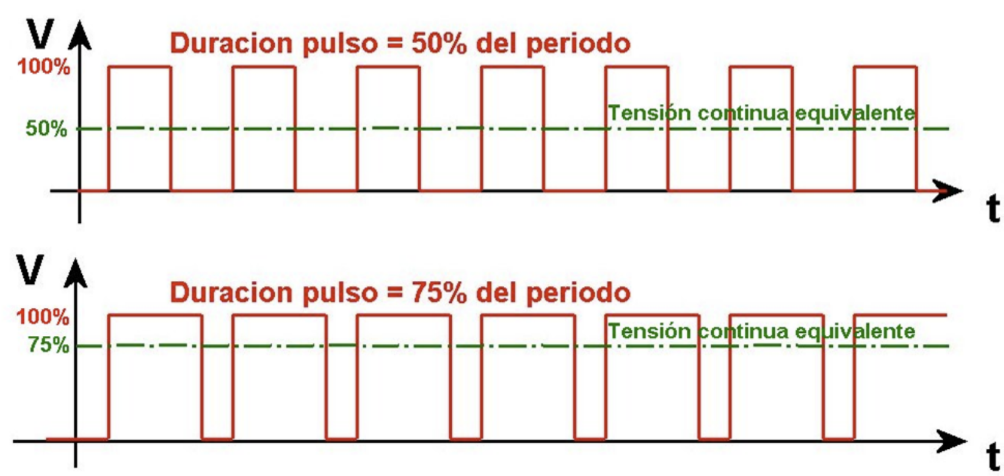 V
Duracion pulso = 50% del periodo
100%
Tensión continua equivalente
50%
t
V
Duracion pulso = 75% del periodo
100%
Tensión continua equivalente
75%
t